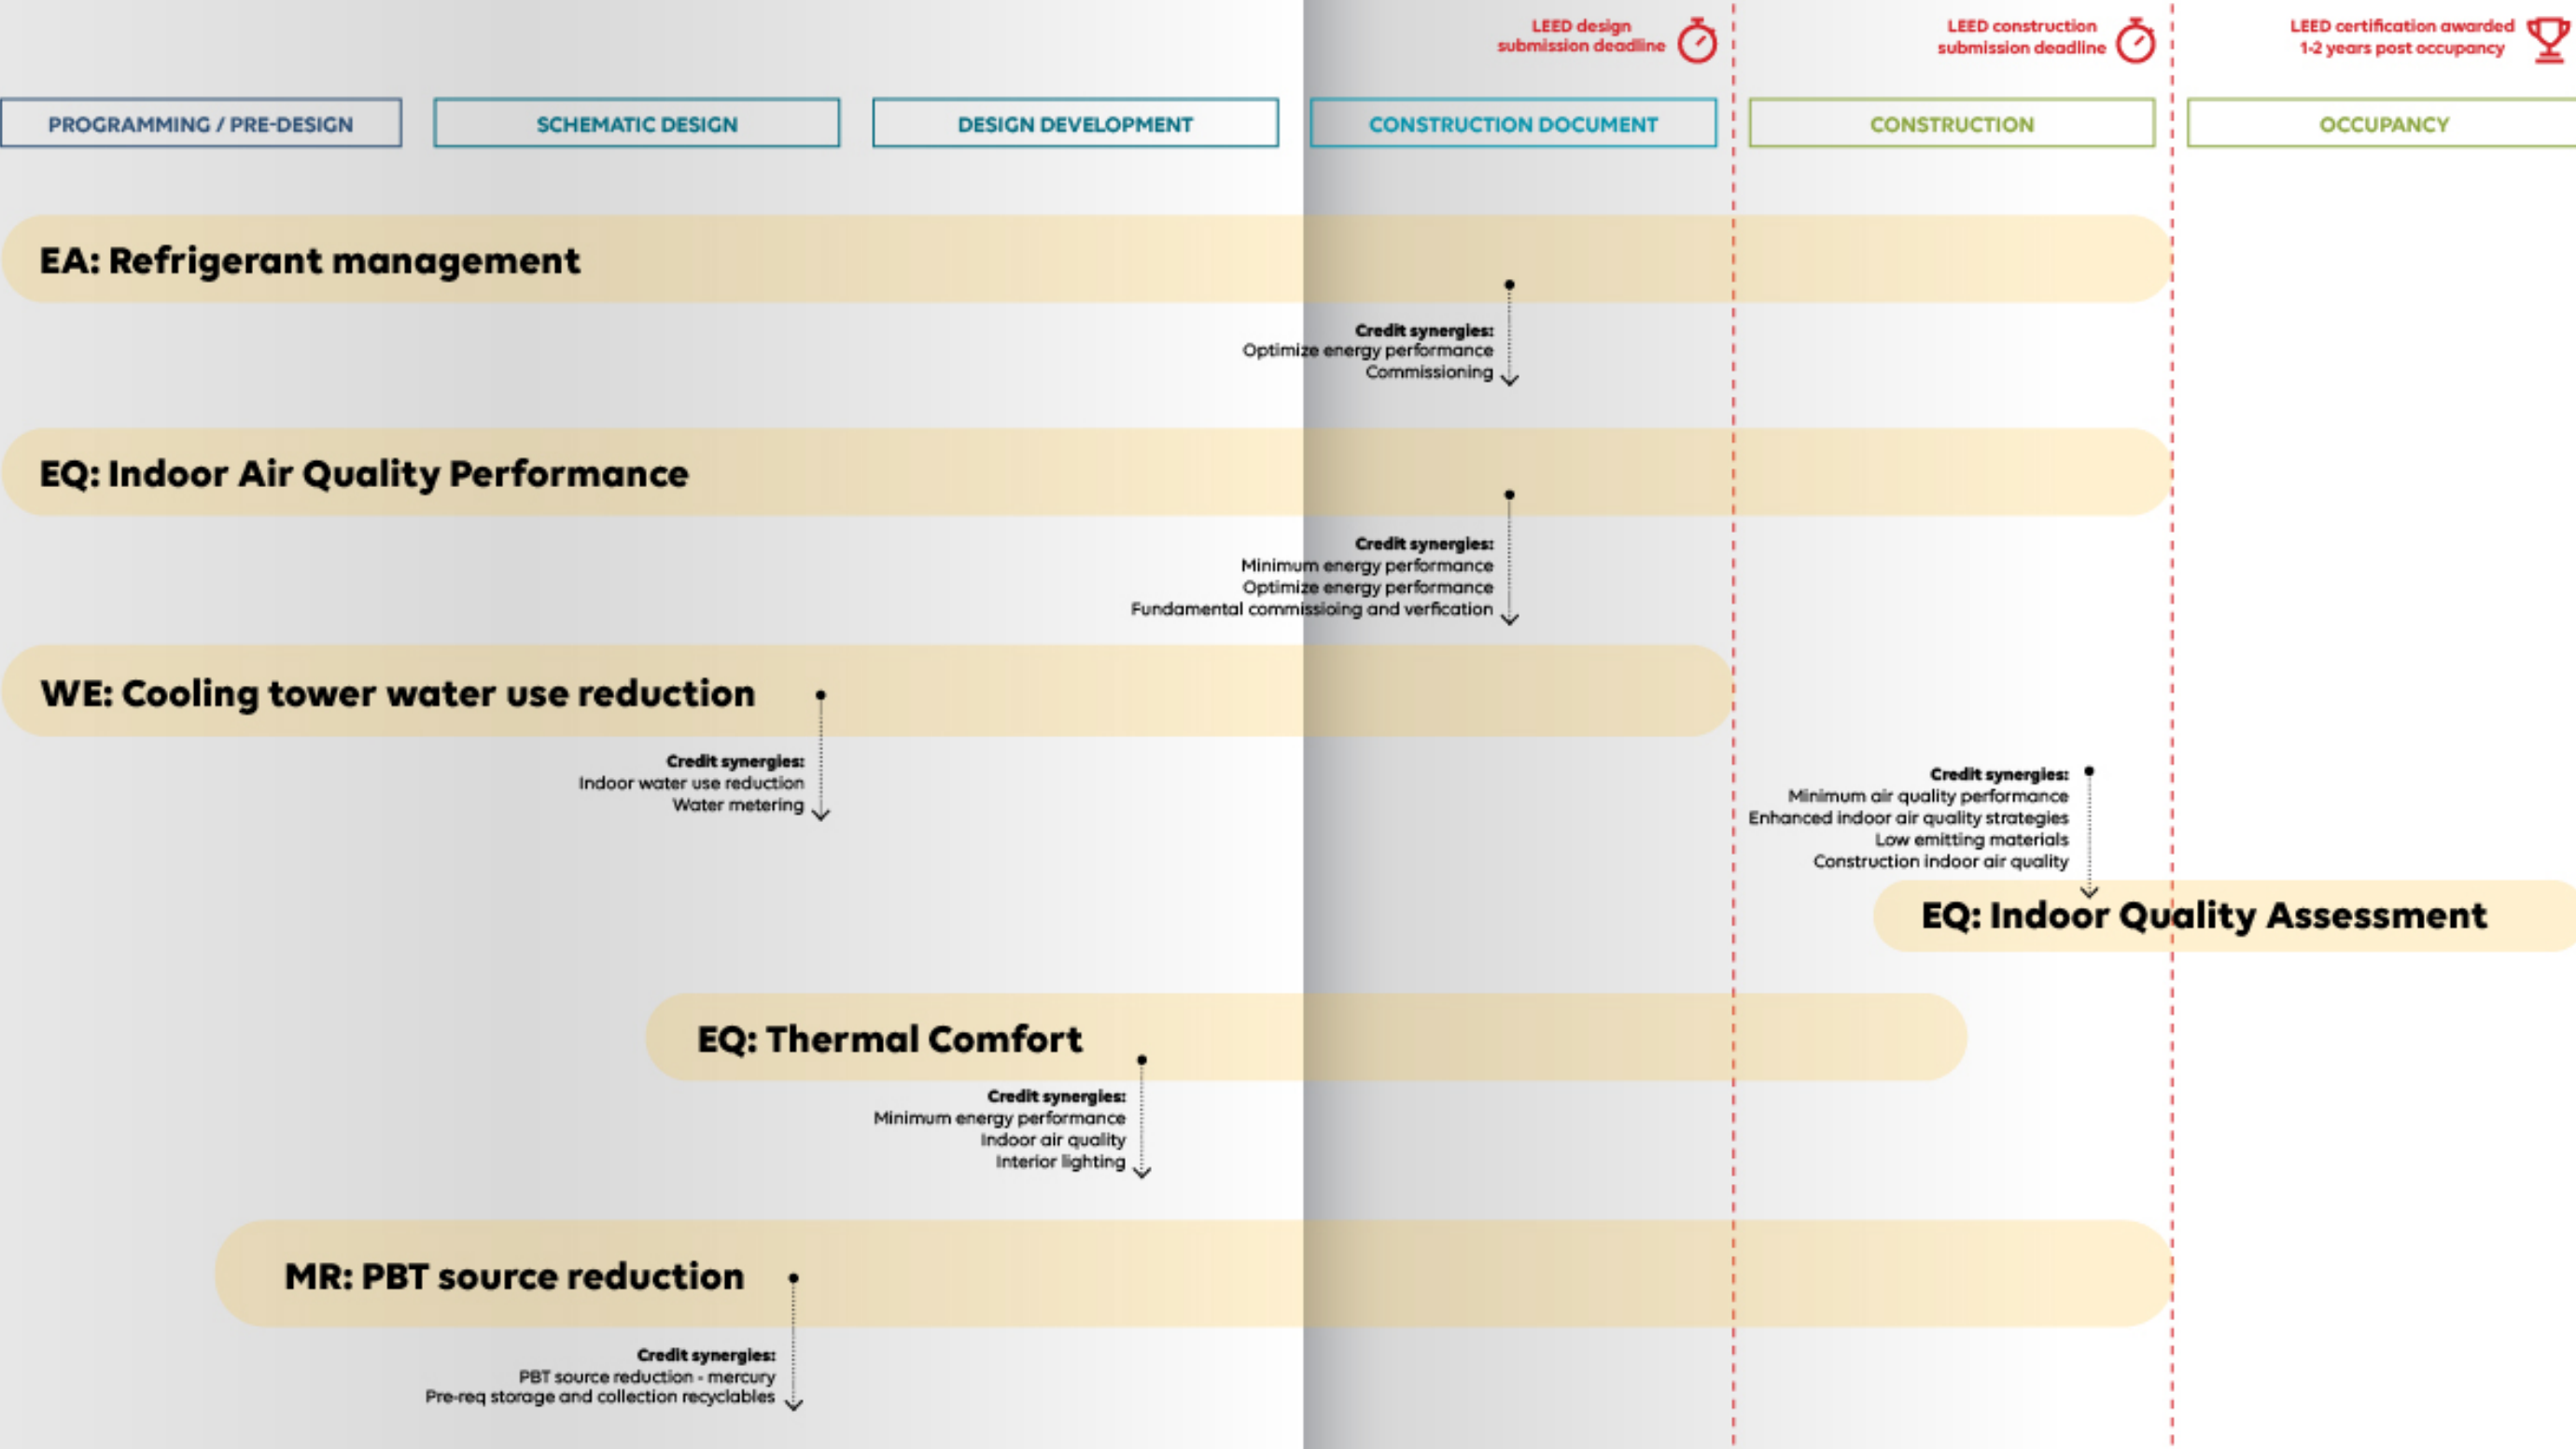 LEED design
submission deadline
LEED construction
submission deadline
LEED certification awarded
1-2 years post occupancy
PROGRAMMING / PRE-DESIGN
SCHEMATIC DESIGN
DESIGN DEVELOPMENT
CONSTRUCTION DOCUMENT
CONSTRUCTION
OCCUPANCY
EA: Refrigerant management
Credit synergies:
Optimize energy performance
Commissioning
EQ: Indoor Air Quality Performance
Credit synergies:
Minimum energy performance
Optimize energy performance
Fundamental commissioing and verfication
WE: Cooling tower water use reduction
Credit synergies:
Indoor water use reduction
Water metering
Credit synergies:
Minimum air quality performance
Enhanced indoor air quality strategies
Low emitting materials
Construction indoor air quality
EQ: Indoor Quality Assessment
EQ: Thermal Comfort
Credit synergies:
Minimum energy performance
Indoor air quality
Interior lighting
MR: PBT source reduction
Credit synergies:
PBT source reduction - mercury
Pre-req storage and collection recyclables